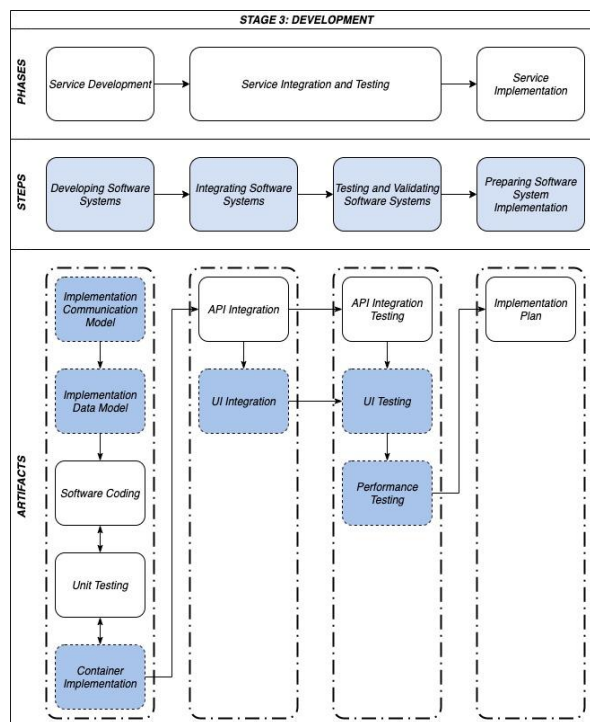 STAGE 3: DEVELOPMENT
PHASES
Service Development
Service Integration and Testing
Service
Implementation
STEPS
Developing Software
Systems
Integrating Software
Systems
Testing and Validating
Software Systems
Preparing Software
System
Implementation
ARTIFACTS
Implementation
Communication
Model
Implementation
Data Model
Software Coding
Unit Testing
Container
Implementation
API Integration
UI Integration
API Integration
Testing
UI Testing
Performance
Testing
Implementation
Plan